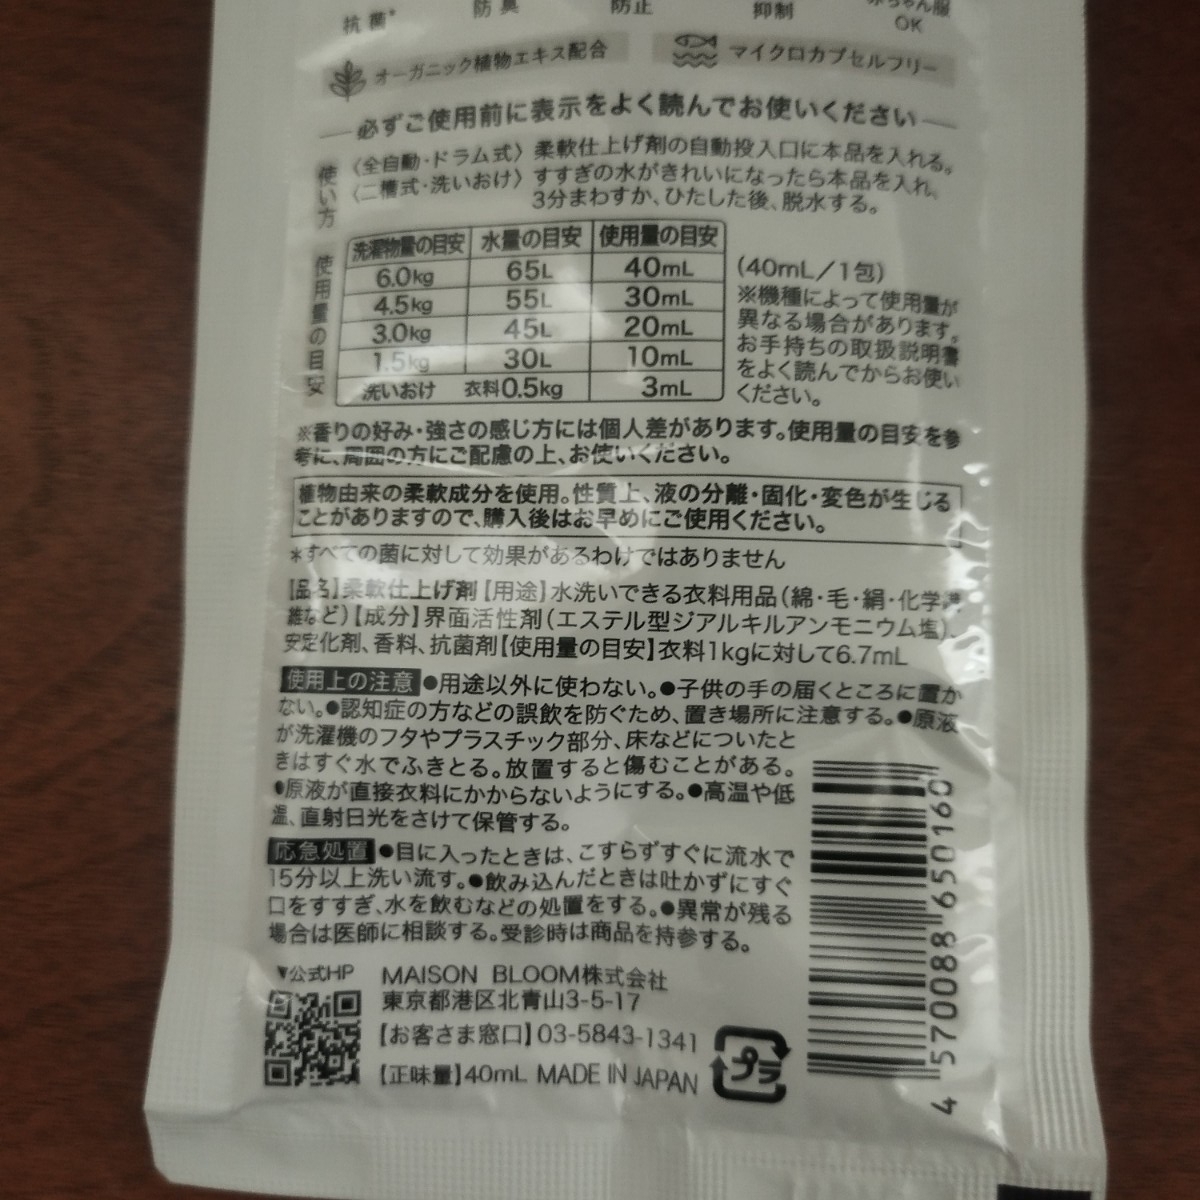 抗菌*
防臭
防止
抑制
赤ちゃん服
OK
オーガニック植物エキス配合
マイクロカプセルフリー
必ずご使用前に表示をよく読んでお使いください
使い方
〈全自動・ドラム式〉柔軟仕上げ剤の自動投入口に本品を入れる。
〈二槽式・洗いおけ〉すすぎの水がきれいになったら本品を入れ、
3分まわすか、ひたした後、脱水する。
使用量の目安
洗濯物量の目安 水量の目安 使用量の目安
6.0kg 65L 40mL
4.5kg 55L 30mL
3.0kg 45L 20mL
1.5kg 30L 10mL
洗いおけ 衣料0.5kg 3mL
(40mL/1包)
※機種によって使用量が
異なる場合があります。
お手持ちの取扱説明書
をよく読んでからお使い
ください。
※香りの好み・強さの感じ方には個人差があります。使用量の目安を参
考に、周囲の方にご配慮の上、お使いください。
植物由来の柔軟成分を使用。性質上、液の分離・固化・変色が生じる
ことがありますので、購入後はお早めにご使用ください。
*すべての菌に対して効果があるわけではありません
【品名】柔軟仕上げ剤【用途】水洗いできる衣料用品(綿・毛・絹・化学繊
維など)【成分】界面活性剤(エステル型ジアルキルアンモニウム塩)、
安定化剤、香料、抗菌剤【使用量の目安】衣料1kgに対して6.7mL
使用上の注意 ●用途以外に使わない。●子供の手の届くところに置か
ない。●認知症の方などの誤飲を防ぐため、置き場所に注意する。●原液
が洗濯機のフタやプラスチック部分、床などについたと
きはすぐ水でふきとる。放置すると傷むことがある。
●原液が直接衣料にかからないようにする。●高温や低
温、直射日光をさけて保管する。
応急処置 ●目に入ったときは、こすらずすぐに流水で
15分以上洗い流す。●飲み込んだときは吐かずにすぐ
口をすすぎ、水を飲むなどの処置をする。●異常が残る
場合は医師に相談する。受診時は商品を持参する。
▼公式HP
MAISON BLOOM株式会社
東京都港区北青山3-5-17
【お客さま窓口】03-5843-1341
【正味量】40mL MADE IN JAPAN
プラ
4 570088 650160